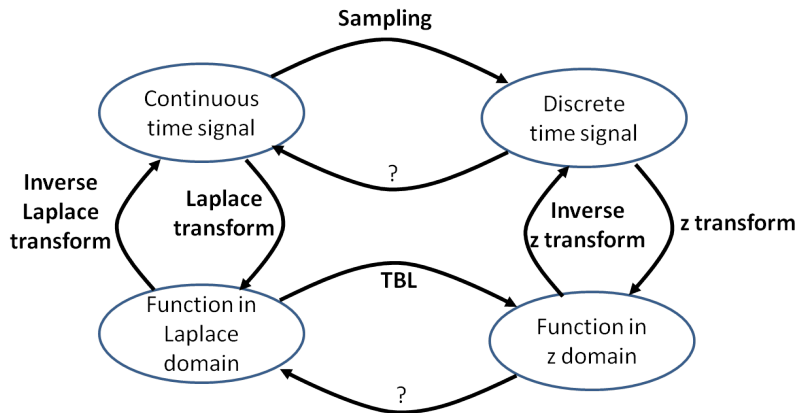 Sampling
Continuous
time signal
Discrete
time signal
?
Inverse
Laplace
transform
Laplace
transform
Inverse
z transform
z transform
TBL
Function in
Laplace
domain
Function in
z domain
?